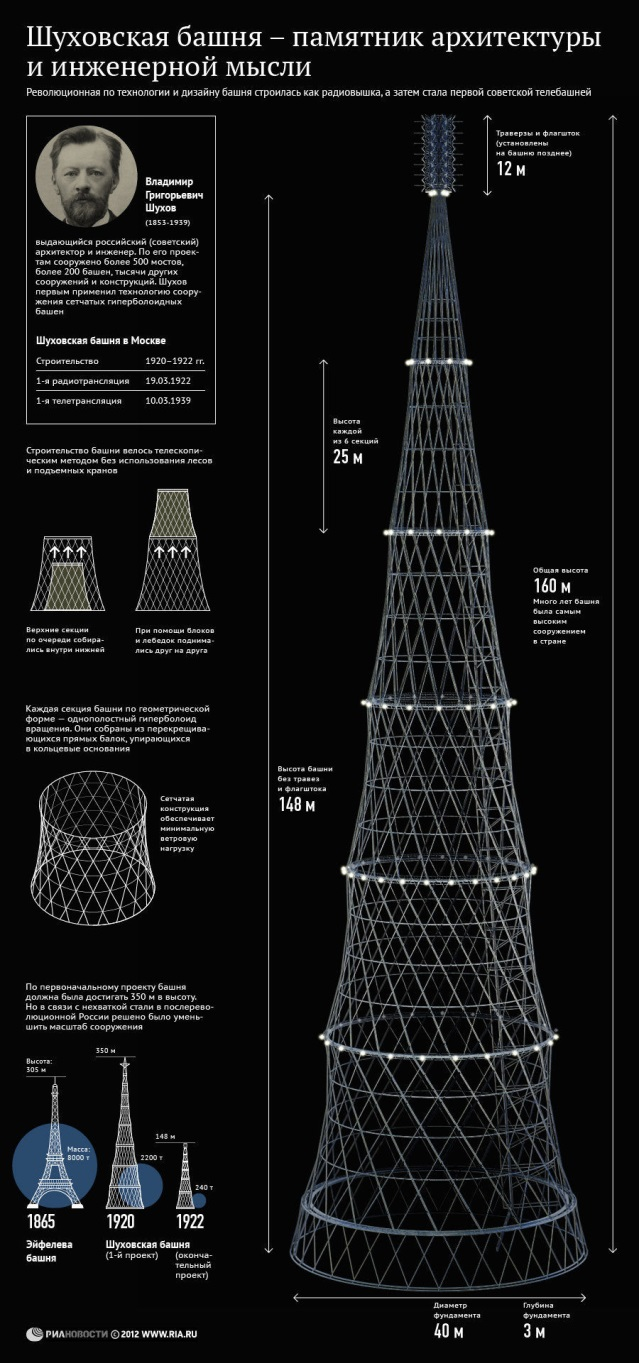 Шуховская башня – памятник архитектуры
и инженерной мысли
Революционная по технологии и дизайну башня строилась как радиовышка, а затем стала первой советской телебашней
Владимир
Григорьевич
Шухов
(1853-1939)
выдающийся российский (советский)
архитектор и инженер. По его проек-
там сооружено более 500 мостов,
более 200 башен, тысячи других
сооружений и конструкций. Шухов
первым применил технологию соору-
жения сетчатых гиперболоидных
башен
Шуховская башня в Москве
Строительство 1920–1922 гг.
1-я радиотрансляция 19.03.1922
1-я телетрансляция 10.03.1939
Строительство башни велось телескопи-
ческим методом без использования лесов
и подъемных кранов
Верхние секции
по очереди собира-
лись внутри нижней
При помощи блоков
и лебедок поднима-
лись друг на друга
Каждая секция башни по геометрической
форме — однополостный гиперболоид
вращения. Они собраны из перекрещива-
ющихся прямых балок, упирающихся
в кольцевые основания
Сетчатая
конструкция
обеспечивает
минимальную
ветровую
нагрузку
По первоначальному проекту башня
должна была достигать 350 м в высоту.
Но в связи с нехваткой стали в послерево-
люционной России решено было умень-
шить масштаб сооружения
Высота:
305 м
Масса:
8000 т
1865
Эйфелева
башня
350 м
2200 т
1920
148 м
240 т
1922
Шуховская башня
(1-й проект)
(оконча-
тельный
проект)
Траверзы и флагшток
(установлены
на башню позднее)
12 м
Высота
каждой
из 6 секций
25 м
Общая высота
160 м
Много лет башня
была самым
высоким
сооружением
в стране
Высота башни
без травез
и флагштока
148 м
Диаметр
фундамента
40 м
Глубина
фундамента
3 м
РИАНОВОСТИ © 2012 WWW.RIA.RU